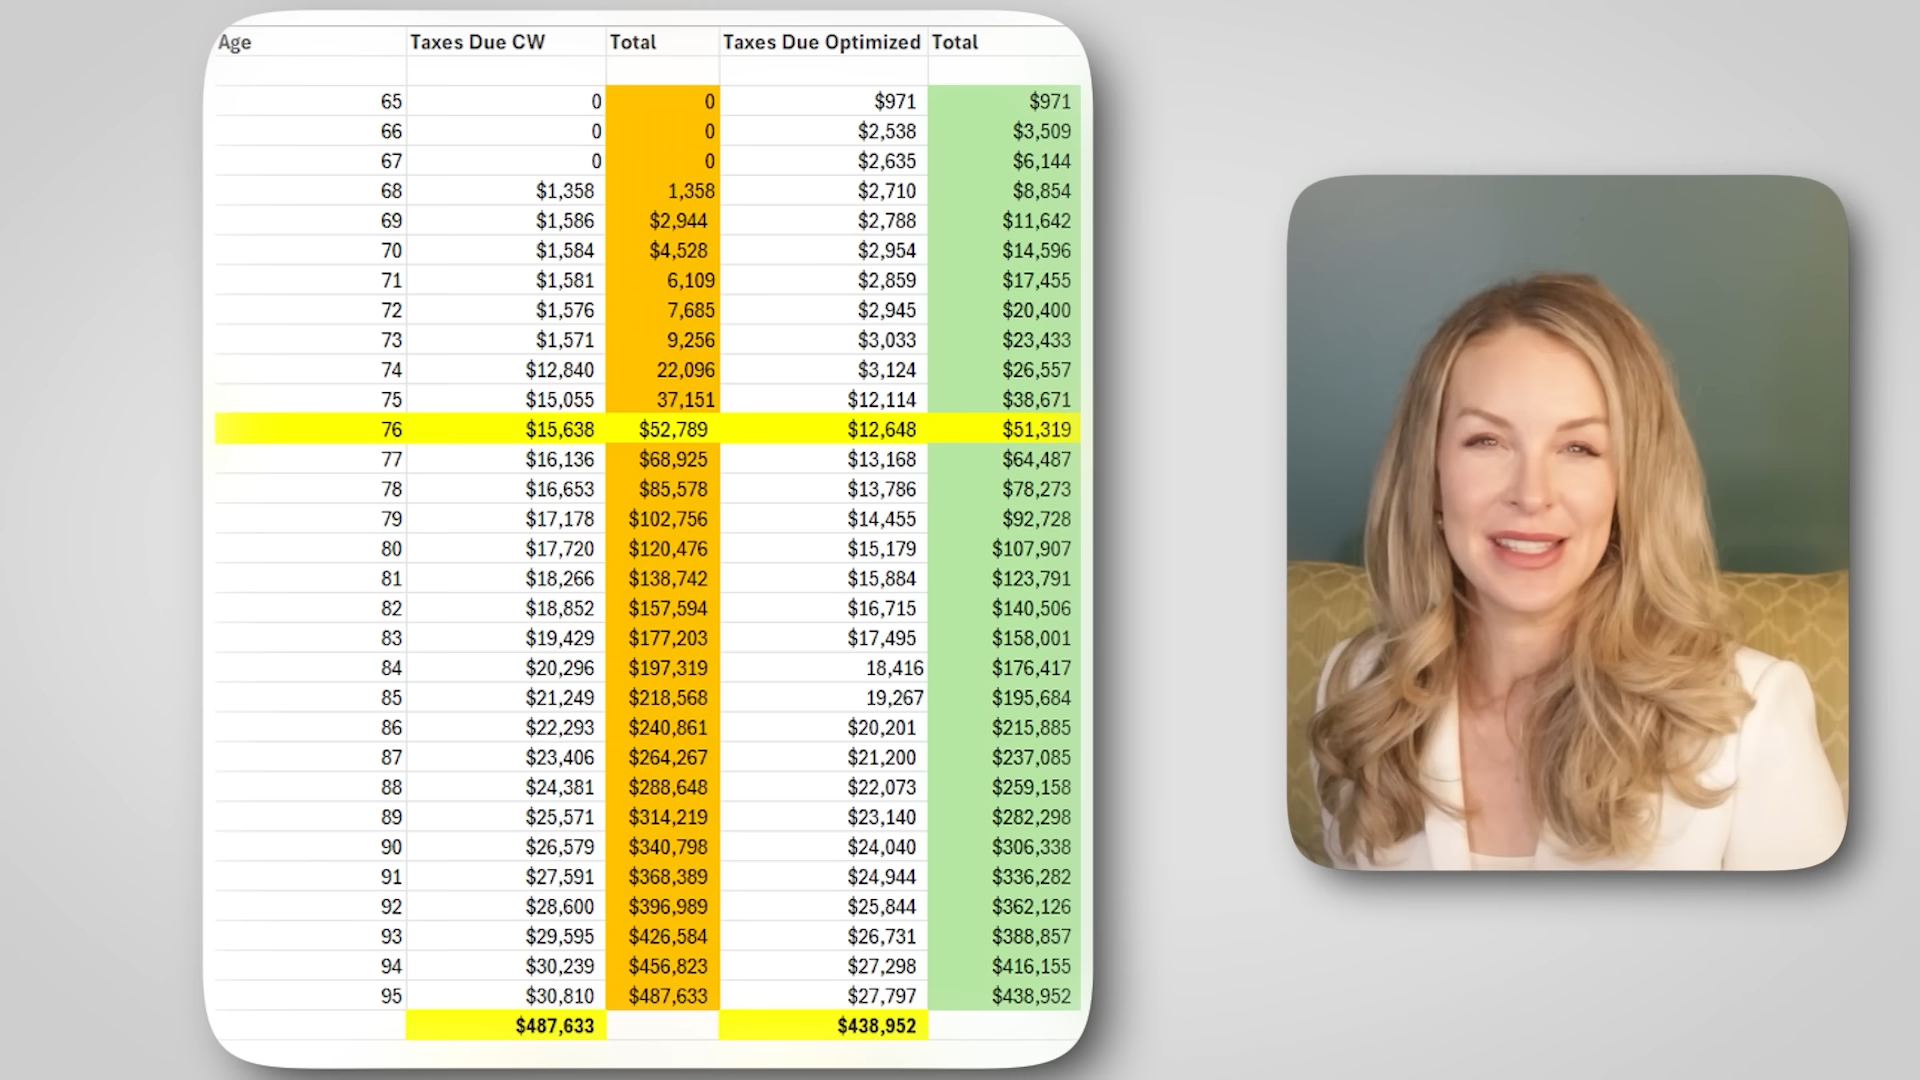 Age Taxes Due CW Total Taxes Due Optimized Total
65 0 0 $971 $971
66 0 0 $2,538 $3,509
67 0 0 $2,635 $6,144
68 $1,358 1,358 $2,710 $8,854
69 $1,586 $2,944 $2,788 $11,642
70 $1,584 $4,528 $2,954 $14,596
71 $1,581 6,109 $2,859 $17,455
72 $1,576 7,685 $2,945 $20,400
73 $1,571 9,256 $3,033 $23,433
74 $12,840 22,096 $3,124 $26,557
75 $15,055 37,151 $12,114 $38,671
76 $15,638 $52,789 $12,648 $51,319
77 $16,136 $68,925 $13,168 $64,487
78 $16,653 $85,578 $13,786 $78,273
79 $17,178 $102,756 $14,455 $92,728
80 $17,720 $120,476 $15,179 $107,907
81 $18,266 $138,742 $15,884 $123,791
82 $18,852 $157,594 $16,715 $140,506
83 $19,429 $177,203 $17,495 $158,001
84 $20,296 $197,319 18,416 $176,417
85 $21,249 $218,568 19,267 $195,684
86 $22,293 $240,861 $20,201 $215,885
87 $23,406 $264,267 $21,200 $237,085
88 $24,381 $288,648 $22,073 $259,158
89 $25,571 $314,219 $23,140 $282,298
90 $26,579 $340,798 $24,040 $306,338
91 $27,591 $368,389 $24,944 $336,282
92 $28,600 $396,989 $25,844 $362,126
93 $29,595 $426,584 $26,731 $388,857
94 $30,239 $456,823 $27,298 $416,155
95 $30,810 $487,633 $27,797 $438,952
$487,633 $438,952